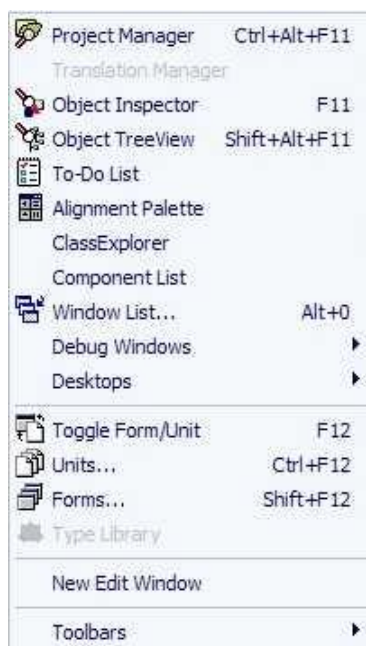 Project Manager Ctrl+Alt+F11
Translation Manager
Object Inspector F11
Object TreeView Shift+Alt+F11
To-Do List
Alignment Palette
ClassExplorer
Component List
Window List... Alt+0
Debug Windows
Desktops
Toggle Form/Unit F12
Units... Ctrl+F12
Forms... Shift+F12
Type Library
New Edit Window
Toolbars